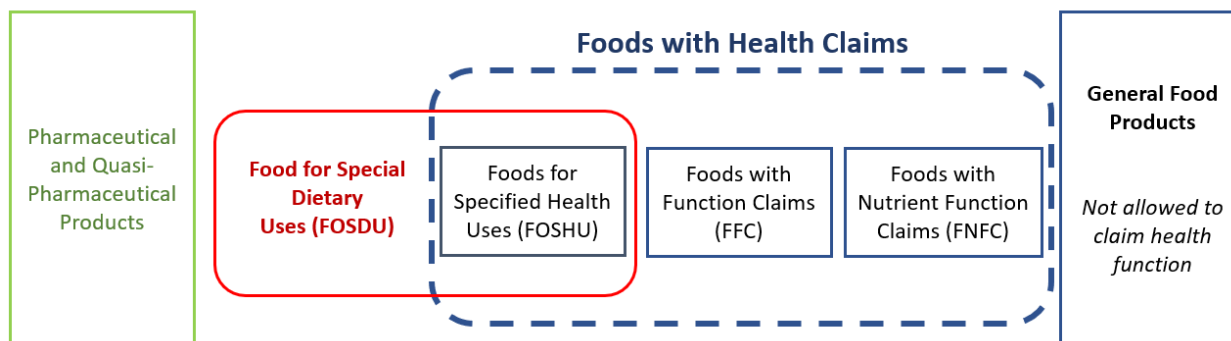 Pharmaceutical
and Quasi-
Pharmaceutical
Products
Foods with Health Claims
Food for Special
Dietary
Uses (FOSDU)
Foods for
Specified Health
Uses (FOSHU)
Foods with
Function Claims
(FFC)
Foods with
Nutrient Function
Claims (FNFC)
General Food
Products
Not allowed to
claim health
function